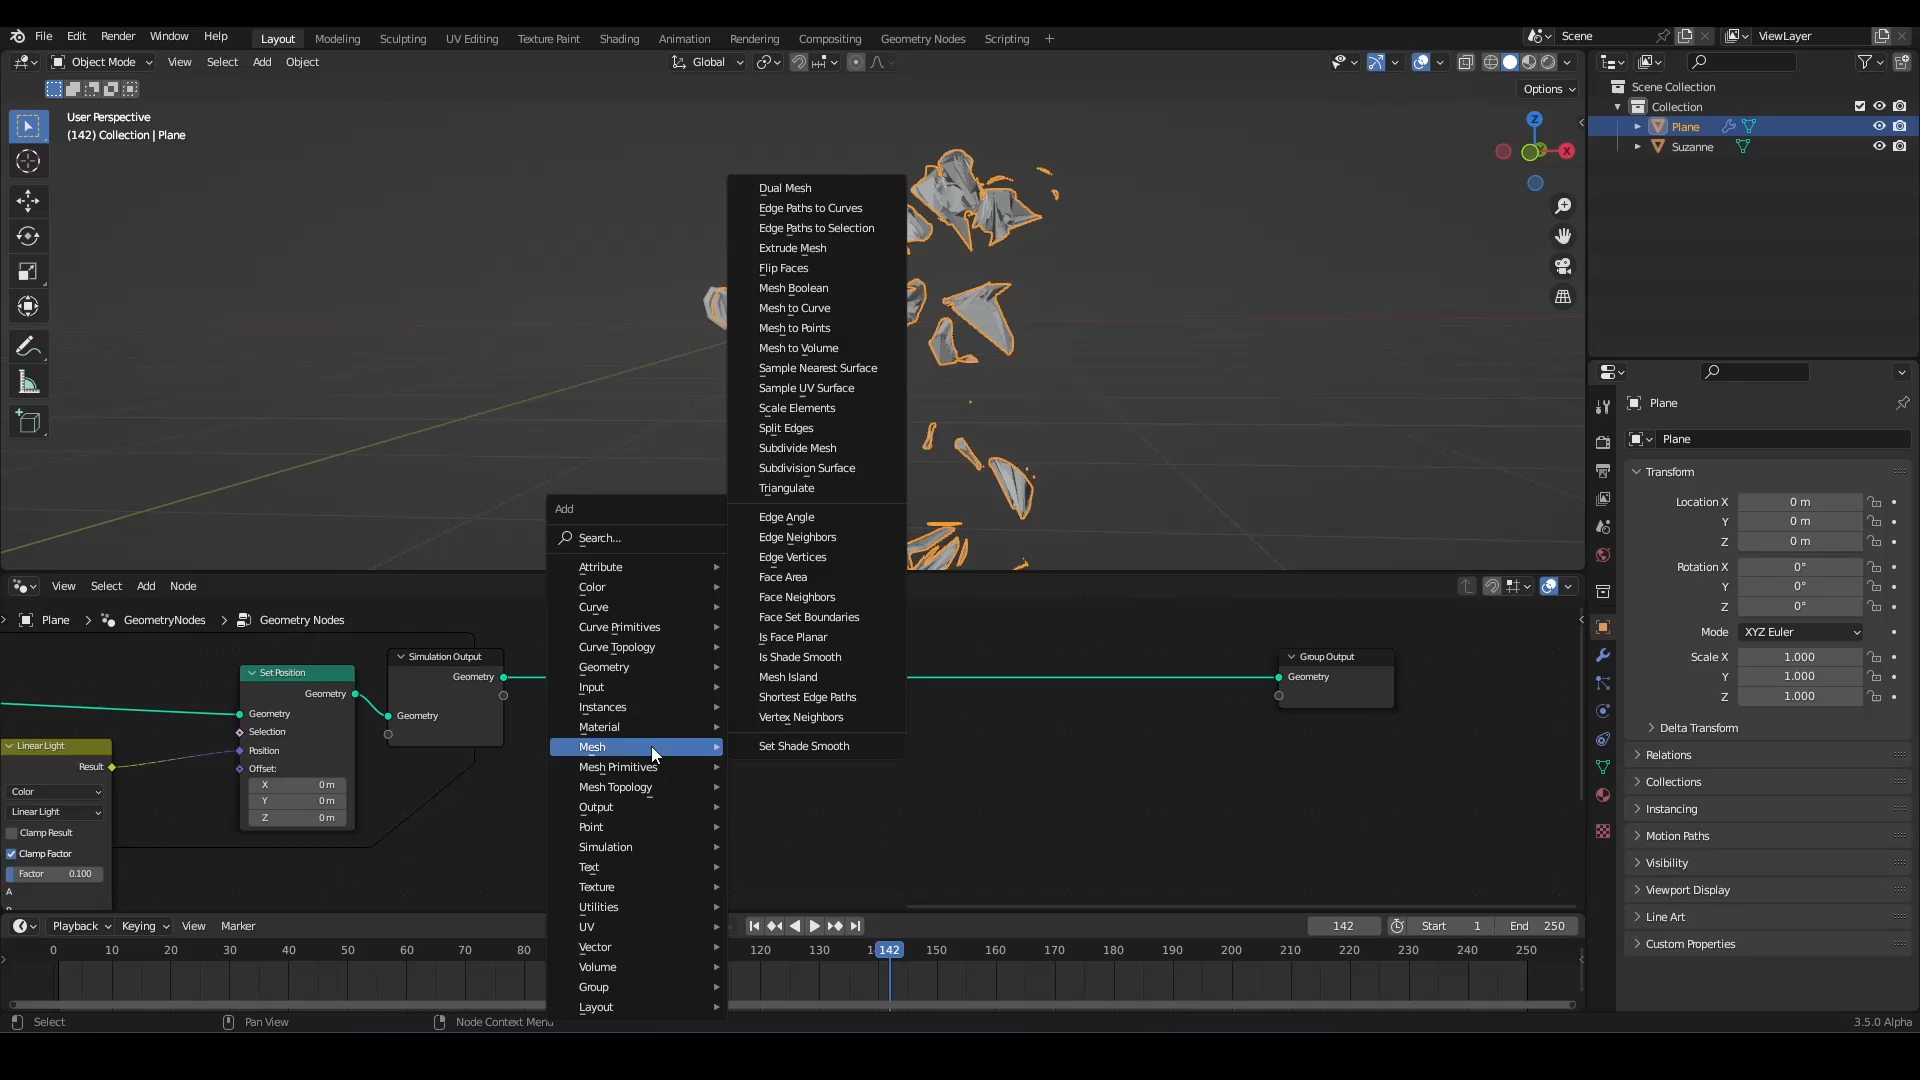 File Edit Render Window Help Layout Modeling Sculpting UV Editing Texture Paint Shading Animation Rendering Compositing Geometry Nodes Scripting + Scene ViewLayer
Object Mode View Select Add Object Global
Options
User Perspective
(142) Collection | Plane
Z
X
Scene Collection
Collection
Plane
Suzanne
Dual Mesh
Edge Paths to Curves
Edge Paths to Selection
Extrude Mesh
Flip Faces
Mesh Boolean
Mesh to Curve
Mesh to Points
Mesh to Volume
Sample Nearest Surface
Sample UV Surface
Scale Elements
Split Edges
Subdivide Mesh
Subdivision Surface
Triangulate
Edge Angle
Edge Neighbors
Edge Vertices
Face Area
Face Neighbors
Face Set Boundaries
Is Face Planar
Is Shade Smooth
Mesh Island
Shortest Edge Paths
Vertex Neighbors
Set Shade Smooth
Add
Search...
Attribute
Color
Curve
Curve Primitives
Curve Topology
Geometry
Input
Instances
Material
Mesh
Mesh Primitives
Mesh Topology
Output
Point
Simulation
Text
Texture
Utilities
UV
Vector
Volume
Group
Layout
View Select Add Node
Plane > GeometryNodes > Geometry Nodes
Set Position
Geometry
Geometry
Selection
Position
Offset:
X 0 m
Y 0 m
Z 0 m
Simulation Output
Geometry
Geometry
Linear Light
Result
Color
Linear Light
Clamp Result
Clamp Factor
Factor 0.100
A
Group Output
Geometry
Plane
Plane
Transform
Location X 0 m
Y 0 m
Z 0 m
Rotation X 0°
Y 0°
Z 0°
Mode XYZ Euler
Scale X 1.000
Y 1.000
Z 1.000
Delta Transform
Relations
Collections
Instancing
Motion Paths
Visibility
Viewport Display
Line Art
Custom Properties
Playback Keying View Marker 142 Start 1 End 250
0 10 20 30 40 50 60 70 80 120 130 142 150 160 170 180 190 200 210 220 230 240 250
Select Pan View Node Context Menu 3.5.0 Alpha